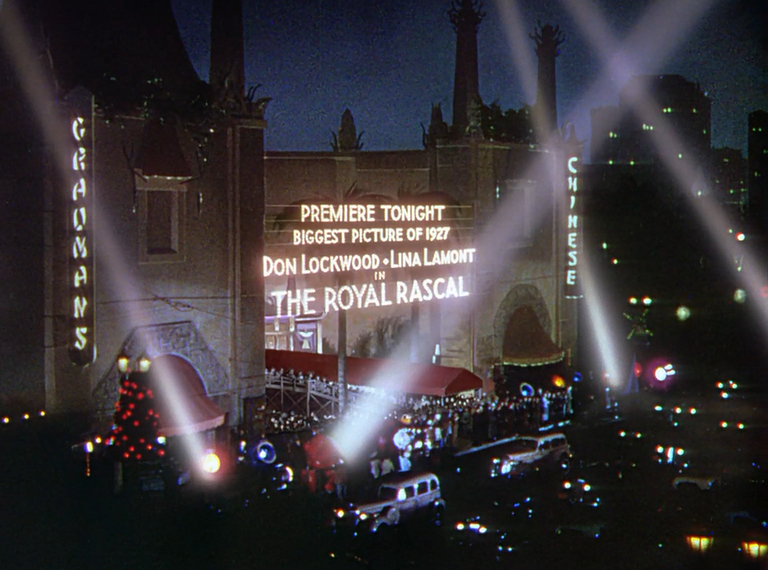 GRAUMANS
PREMIERE TONIGHT
BIGGEST PICTURE OF 1927
DON LOCKWOOD • LINA LAMONT
IN
THE ROYAL RASCAL
CHINESE